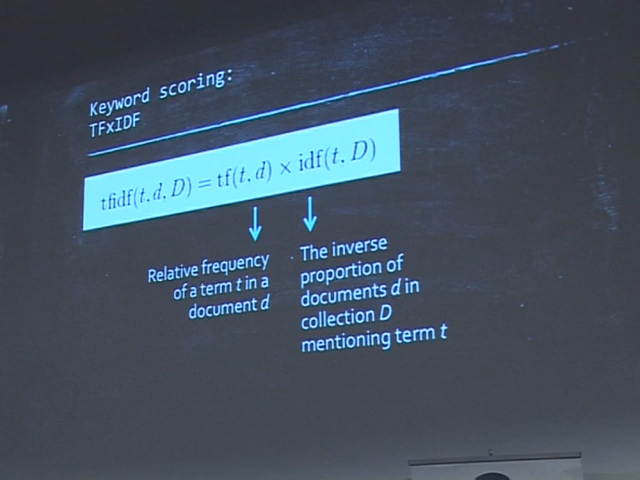 Keyword scoring:
TFxIDF
tfidf(t, d, D) = tf(t, d) × idf(t, D)
Relative frequency
of a term t in a
document d
The inverse
proportion of
documents d in
collection D
mentioning term t